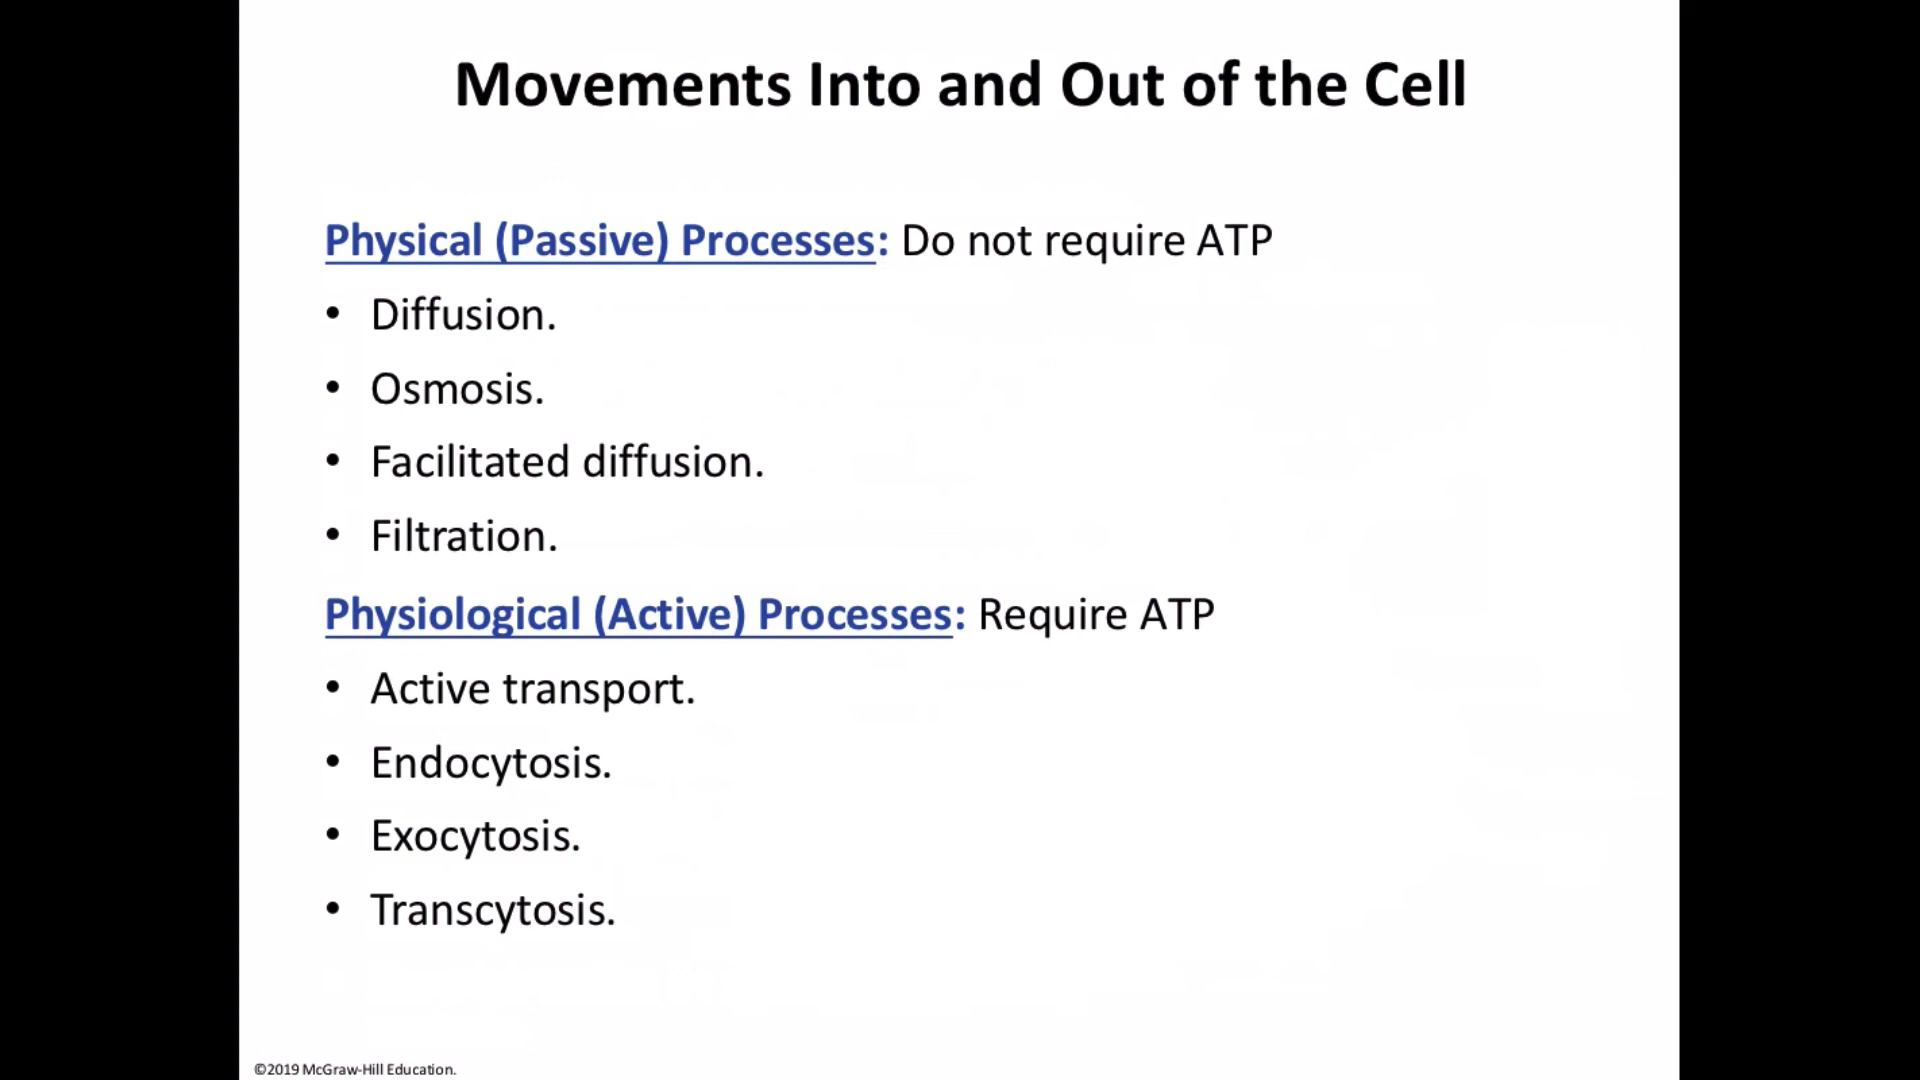 Movements Into and Out of the Cell
Physical (Passive) Processes: Do not require ATP
• Diffusion.
• Osmosis.
• Facilitated diffusion.
• Filtration.
Physiological (Active) Processes: Require ATP
• Active transport.
• Endocytosis.
• Exocytosis.
• Transcytosis.
©2019 McGraw-Hill Education.